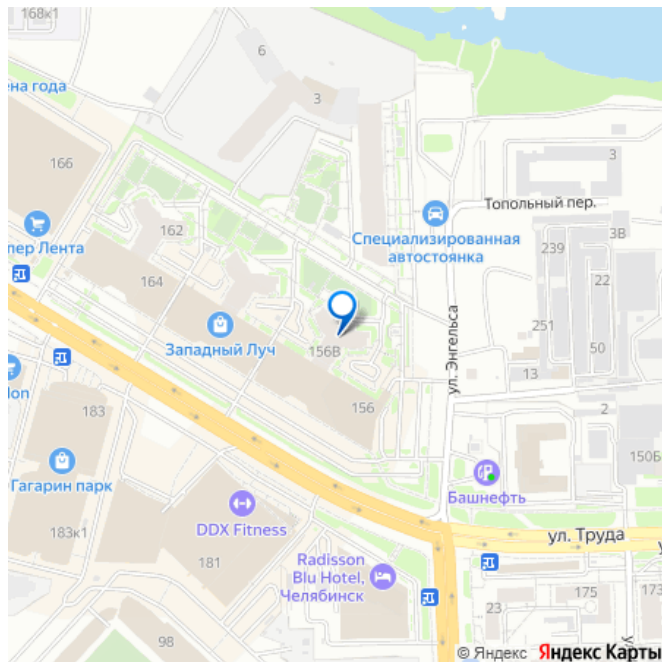 168к1
6
3
ена года
166
3
Топольный пер.
162
3В
пер Лента
Специализированная
автостоянка
239
22
164
ул. Энгельса
251
Западный Луч
156В
50
13
lon
183
156
2
150Б
Гагарин парк
Башнефть
DDX Fitness
183к1
ул. Труда
181
Radisson
Blu Hotel,
Челябинск
175
173
23
98
© Яндекс Яндекс Карты